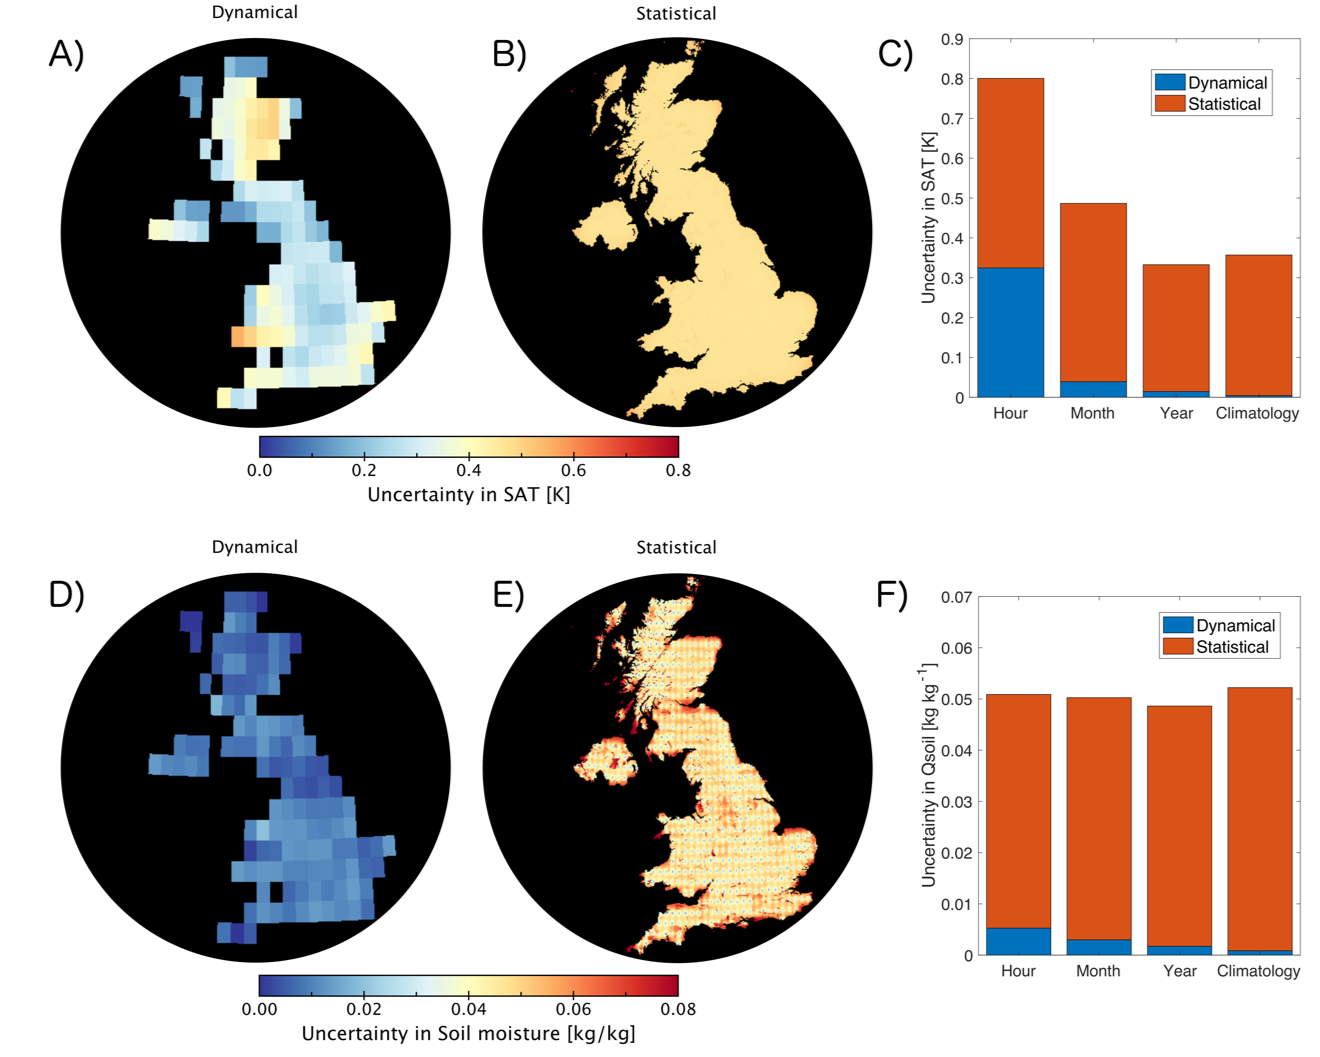 Dynamical
Statistical
A)
B)
C)
0.9
0.8
0.7
0.6
0.5
0.4
0.3
0.2
0.1
0
Uncertainty in SAT [K]
Dynamical
Statistical
Hour Month Year Climatology
0.0 0.2 0.4 0.6 0.8
Uncertainty in SAT [K]
Dynamical
Statistical
D)
E)
F)
0.07
0.06
0.05
0.04
0.03
0.02
0.01
0
Uncertainty in Qsoil [kg kg-1]
Dynamical
Statistical
Hour Month Year Climatology
0.00 0.02 0.04 0.06 0.08
Uncertainty in Soil moisture [kg/kg]